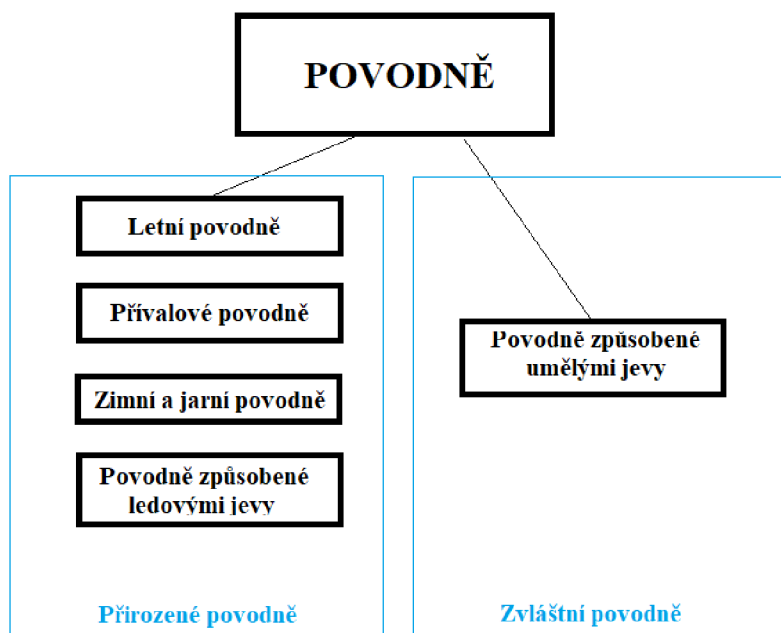 POVODNĚ
Letní povodně
Přívalové povodně
Zimní a jarní povodně
Povodně způsobené
ledovými jevy
Přirozené povodně
Povodně způsobené
umělými jevy
Zvláštní povodně